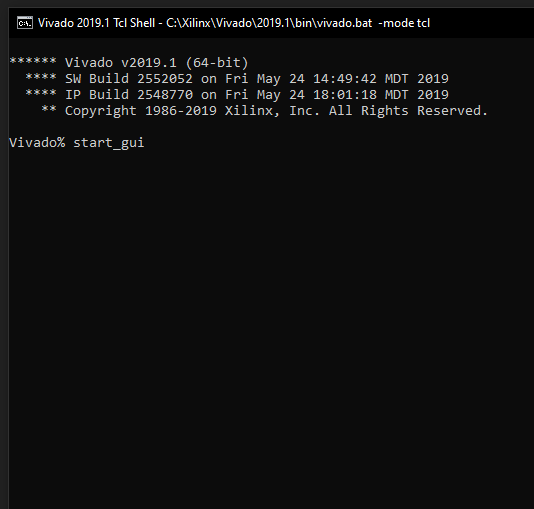 Vivado 2019.1 Tcl Shell - C:\Xilinx\Vivado\2019.1\bin\vivado.bat  -mode tcl
****** Vivado v2019.1 (64-bit)
  **** SW Build 2552052 on Fri May 24 14:49:42 MDT 2019
  **** IP Build 2548770 on Fri May 24 18:01:18 MDT 2019
    ** Copyright 1986-2019 Xilinx, Inc. All Rights Reserved.
Vivado% start_gui